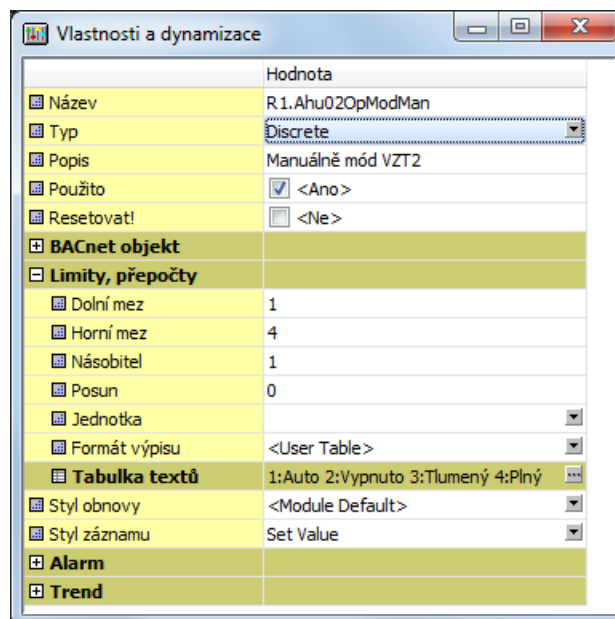 Vlastnosti a dynamizace
Hodnota
Název R1.Ahu02OpModMan
Typ Discrete
Popis Manuálně mód VZT2
Použito <Ano>
Resetovat! <Ne>
BACnet objekt
Limity, přepočty
Dolní mez 1
Horní mez 4
Násobitel 1
Posun 0
Jednotka
Formát výpisu <User Table>
Tabulka textů 1:Auto 2:Vypnuto 3:Tlumený 4:Plný
Styl obnovy <Module Default>
Styl záznamu Set Value
Alarm
Trend